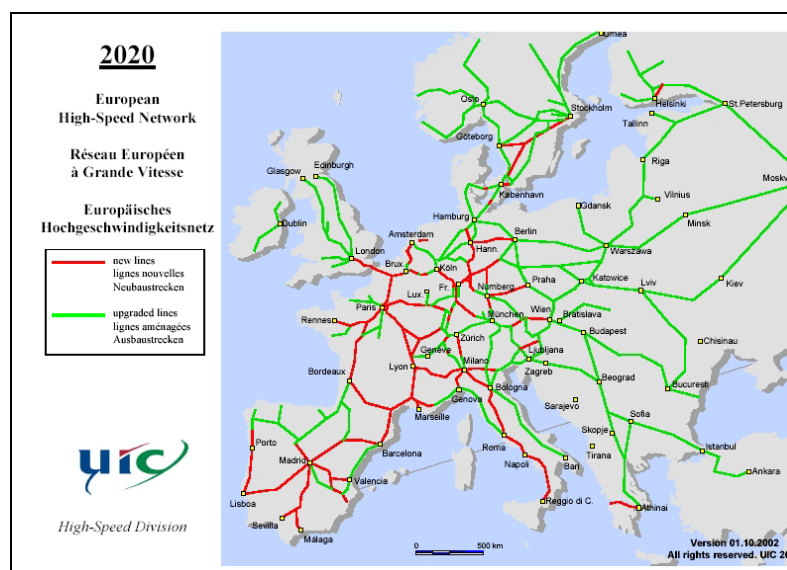 2020
European
High-Speed Network
Réseau Européen
à Grande Vitesse
Europäisches
Hochgeschwindigkeitsnetz
new lines
lignes nouvelles
Neubaustrecken
upgraded lines
lignes aménagées
Ausbaustrecken
uic
High-Speed Division
Umea
Oslo
Stockholm
Helsinki
St.Petersburg
Tallinn
Göteborg
Riga
Glasgow
Edinburgh
København
Vilnius
Moskv
Gdansk
Minsk
Dublin
Hamburg
Amsterdam
Berlin
Hann.
Warszawa
London
Brux
Köln
Katowice
Lviv
Kiev
Lux.
Fr.
Praha
Nürnberg
Paris
Rennes
München
Wien
Bratislava
Budapest
Chisinau
Zürich
Genève
Ljubljana
Lyon
Milano
Zagreb
Bordeaux
Bologna
Beograd
Bucuresti
Genova
Marseille
Sarajevo
Sofia
Porto
Skopje
Istanbul
Madrid
Barcelona
Roma
Tirana
Ankara
Napoli
Bari
Valencia
Lisboa
Reggio di C.
Athinai
Sevilla
Málaga
0 500 km
Version 01.10.2002
All rights reserved. UIC 20